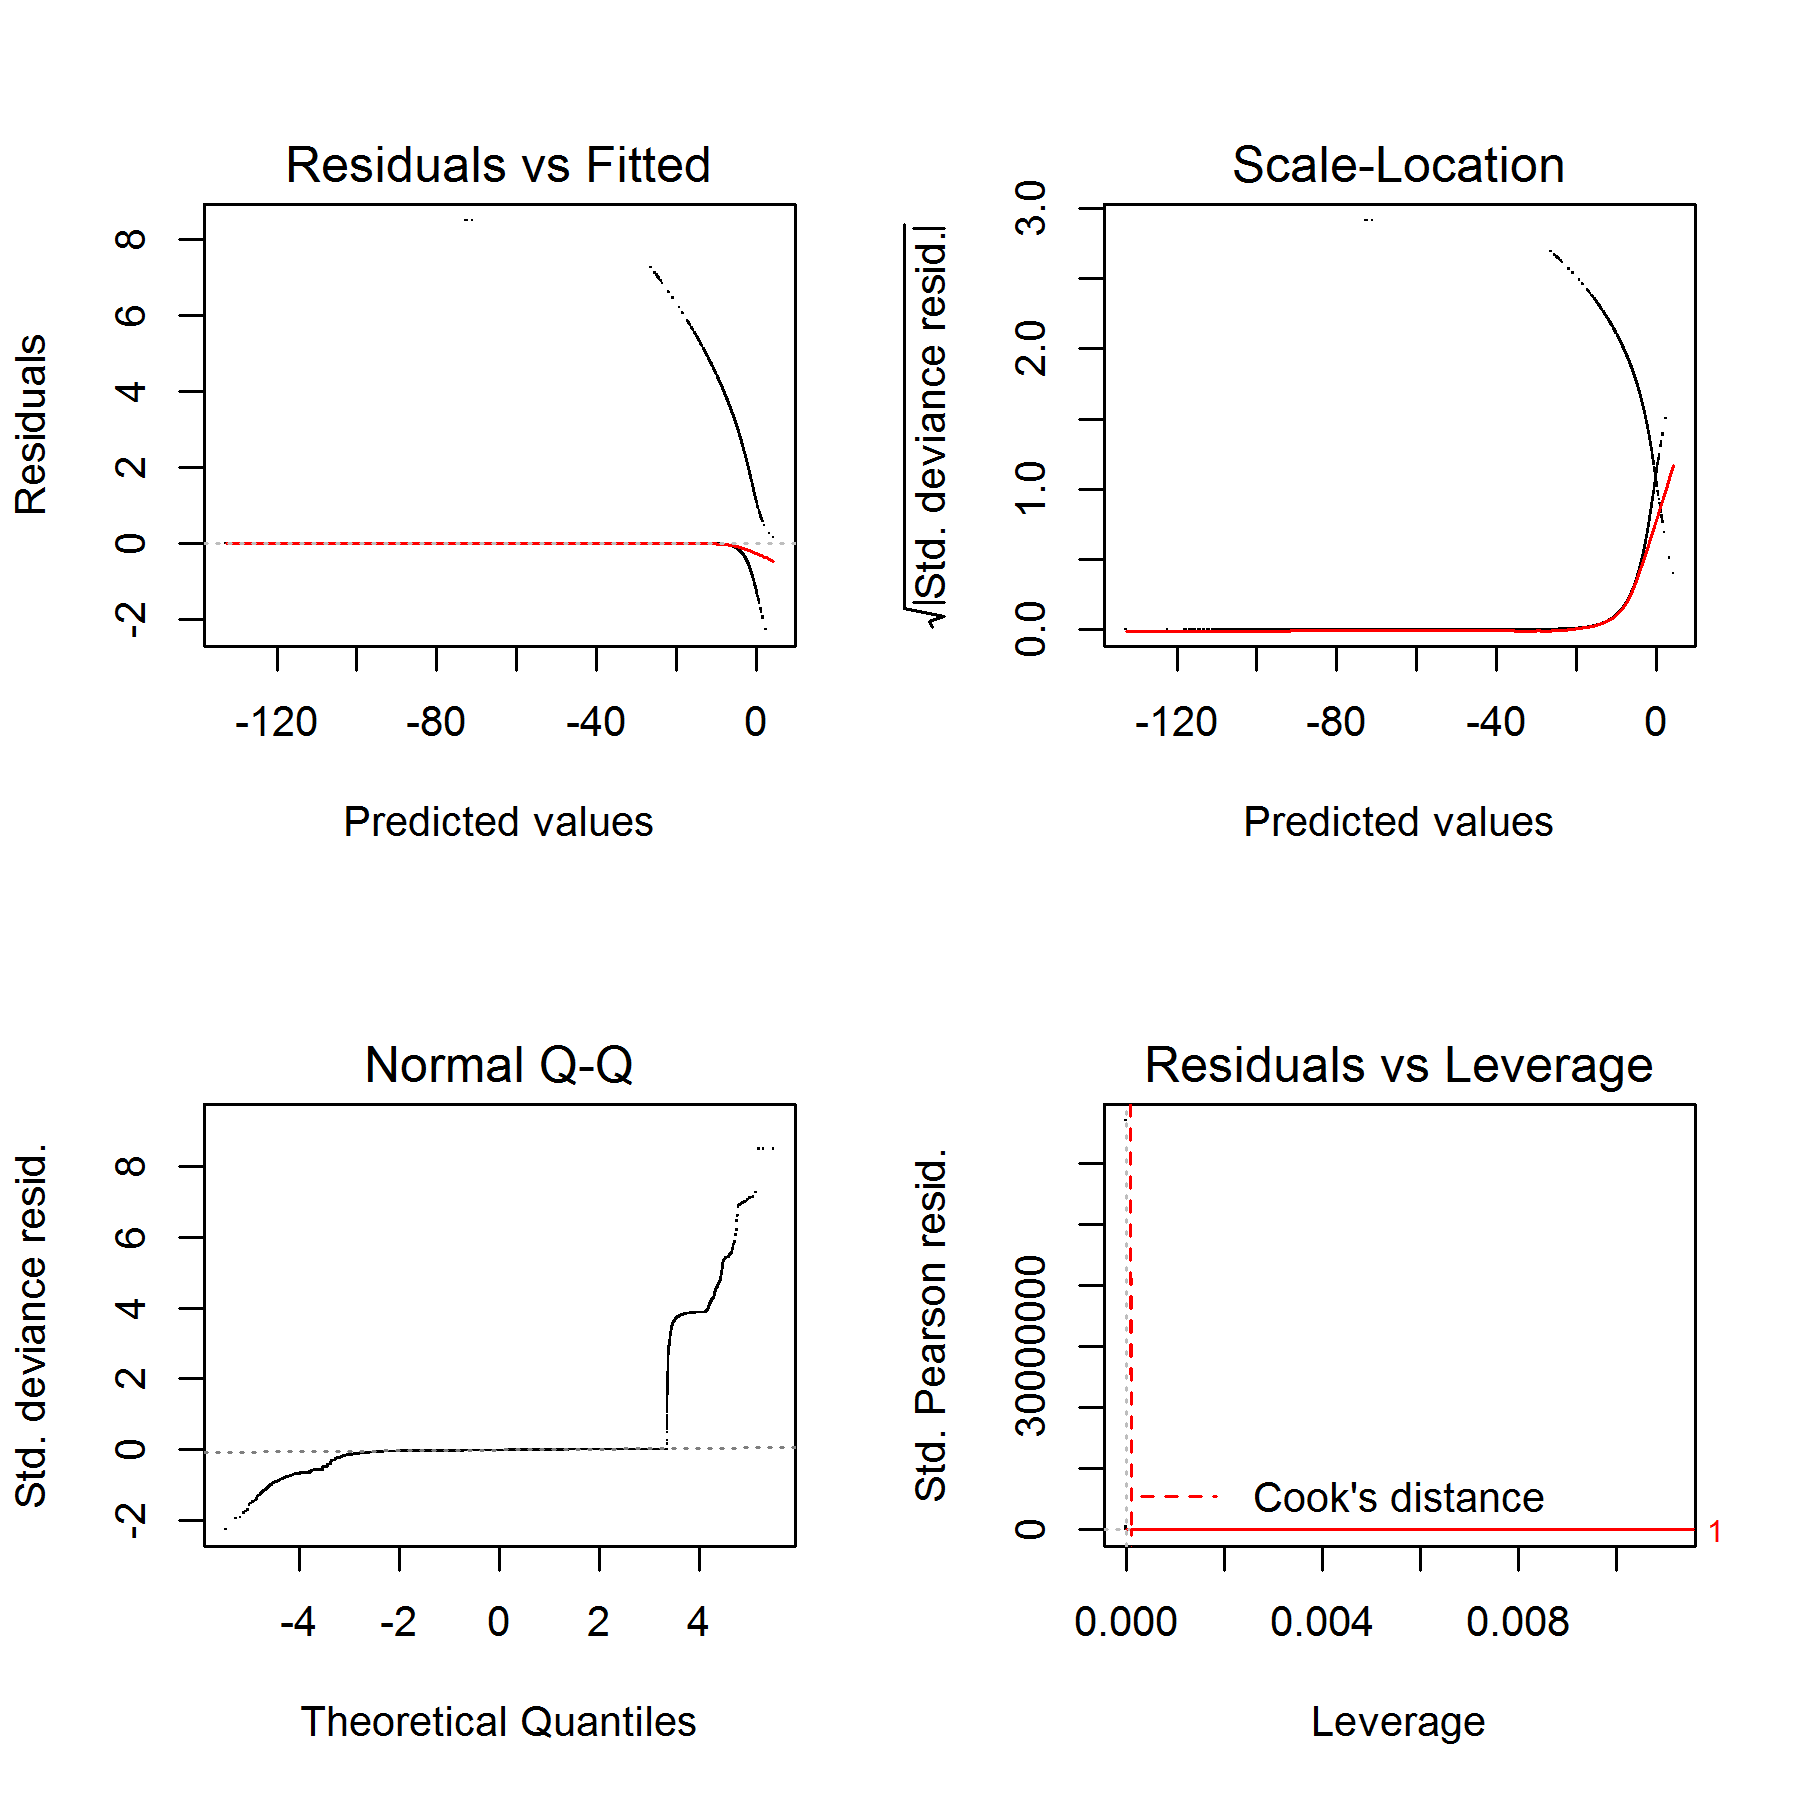 Residuals vs Fitted
Residuals
8
6
4
2
0
-2
-120 -80 -40 0
Predicted values
Scale-Location
√|Std. deviance resid.|
3.0
2.0
1.0
0.0
-120 -80 -40 0
Predicted values
Normal Q-Q
Std. deviance resid.
8
6
4
2
0
-2
-4 -2 0 2 4
Theoretical Quantiles
Residuals vs Leverage
Std. Pearson resid.
30000000
0
Cook's distance
1
0.000 0.004 0.008
Leverage